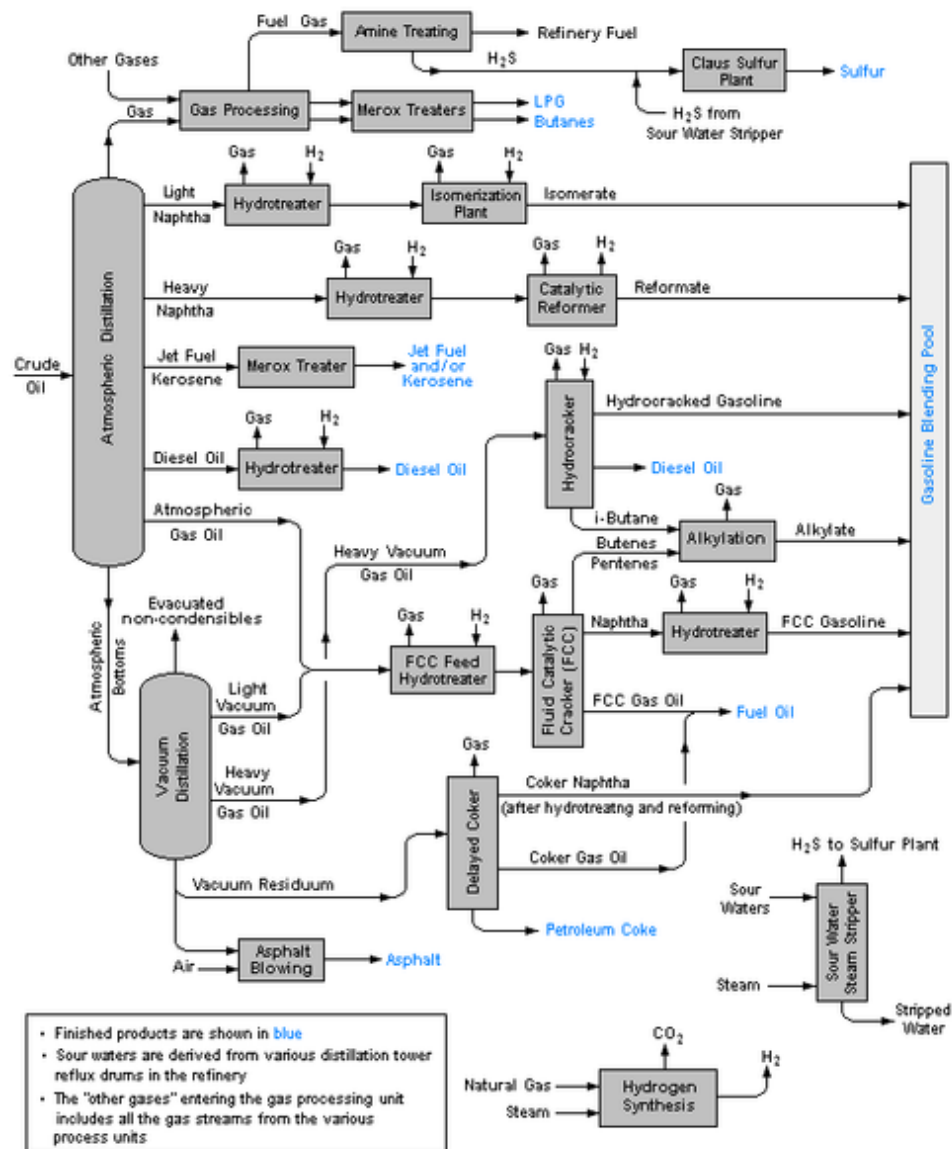 Fuel Gas
Amine Treating
Refinery Fuel
Other Gases
H2S
Claus Sulfur
Plant
Sulfur
Gas
Gas Processing
Merox Treaters
LPG
Butanes
H2S from
Sour Water Stripper
Gas
H2
Gas
H2
Light
Naphtha
Hydrotreater
Isomerization
Plant
Isomerate
Gas
H2
Gas
H2
Heavy
Naphtha
Hydrotreater
Catalytic
Reformer
Reformate
Crude
Oil
Atmospheric Distillation
Jet Fuel
Kerosene
Merox Treater
Jet Fuel
and/or
Kerosene
Gas
H2
Hydrocracker
Hydrocracked Gasoline
Gasoline Blending Pool
Gas
H2
Diesel Oil
Hydrotreater
Diesel Oil
Diesel Oil
Atmospheric
Gas Oil
i-Butane
Gas
Butenes
Pentenes
Alkylation
Alkylate
Heavy Vacuum
Gas Oil
Atmospheric
Bottoms
Evacuated
non-condensibles
Gas
H2
FCC Feed
Hydrotreater
Gas
Fluid Catalytic
Cracker (FCC)
Naphtha
Gas
H2
Hydrotreater
FCC Gasoline
Light
Vacuum
Gas Oil
FCC Gas Oil
Fuel Oil
Vacuum
Distillation
Heavy
Vacuum
Gas Oil
Gas
Delayed Coker
Coker Naphtha
(after hydrotreatng and reforming)
Coker Gas Oil
Vacuum Residuum
Petroleum Coke
H2S to Sulfur Plant
Sour
Waters
Sour Water
Steam Stripper
Steam
Stripped
Water
Air
Asphalt
Blowing
Asphalt
• Finished products are shown in blue
• Sour waters are derived from various distillation tower
reflux drums in the refinery
• The "other gases" entering the gas processing unit
includes all the gas streams from the various
process units
CO2
H2
Natural Gas
Steam
Hydrogen
Synthesis